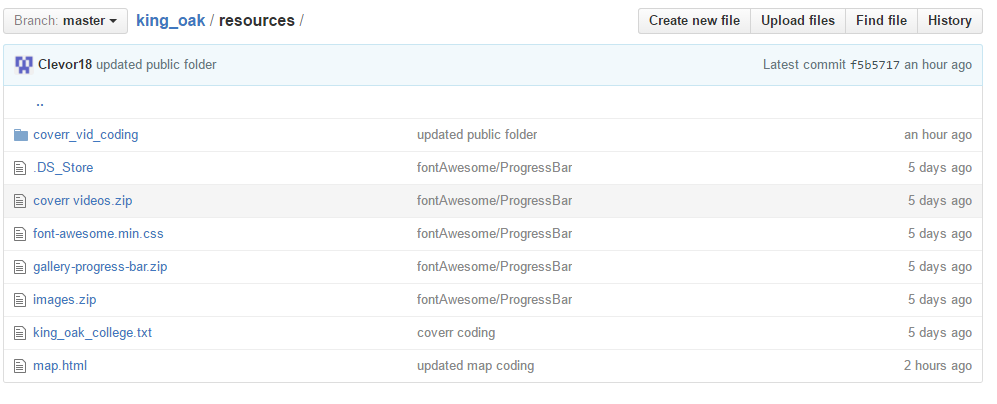 Branch: master king_oak / resources / Create new file Upload files Find file History
Clevor18 updated public folder Latest commit f5b5717 an hour ago
..
coverr_vid_coding updated public folder an hour ago
.DS_Store fontAwesome/ProgressBar 5 days ago
coverr videos.zip fontAwesome/ProgressBar 5 days ago
font-awesome.min.css fontAwesome/ProgressBar 5 days ago
gallery-progress-bar.zip fontAwesome/ProgressBar 5 days ago
images.zip fontAwesome/ProgressBar 5 days ago
king_oak_college.txt coverr coding 5 days ago
map.html updated map coding 2 hours ago